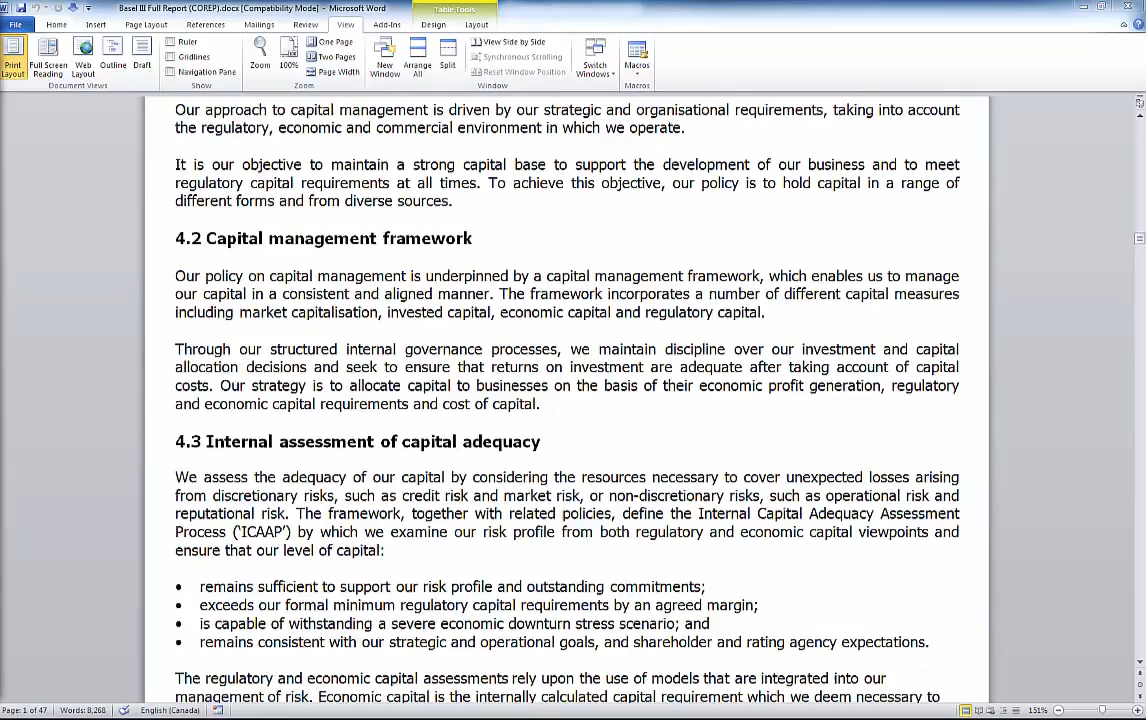 Basel III Full Report (COREP).docx [Compatibility Mode] - Microsoft Word
Table Tools
File Home Insert Page Layout References Mailings Review View Add-Ins Design Layout
Print Layout
Full Screen Reading
Web Layout
Outline
Draft
Document Views
Ruler
Gridlines
Navigation Pane
Show
Zoom
100%
One Page
Two Pages
Page Width
Zoom
New Window
Arrange All
Split
View Side by Side
Synchronous Scrolling
Reset Window Position
Window
Switch Windows
Macros
Macros
Our approach to capital management is driven by our strategic and organisational requirements, taking into account
the regulatory, economic and commercial environment in which we operate.
It is our objective to maintain a strong capital base to support the development of our business and to meet
regulatory capital requirements at all times. To achieve this objective, our policy is to hold capital in a range of
different forms and from diverse sources.
4.2 Capital management framework
Our policy on capital management is underpinned by a capital management framework, which enables us to manage
our capital in a consistent and aligned manner. The framework incorporates a number of different capital measures
including market capitalisation, invested capital, economic capital and regulatory capital.
Through our structured internal governance processes, we maintain discipline over our investment and capital
allocation decisions and seek to ensure that returns on investment are adequate after taking account of capital
costs. Our strategy is to allocate capital to businesses on the basis of their economic profit generation, regulatory
and economic capital requirements and cost of capital.
4.3 Internal assessment of capital adequacy
We assess the adequacy of our capital by considering the resources necessary to cover unexpected losses arising
from discretionary risks, such as credit risk and market risk, or non-discretionary risks, such as operational risk and
reputational risk. The framework, together with related policies, define the Internal Capital Adequacy Assessment
Process ('ICAAP') by which we examine our risk profile from both regulatory and economic capital viewpoints and
ensure that our level of capital:
• remains sufficient to support our risk profile and outstanding commitments;
• exceeds our formal minimum regulatory capital requirements by an agreed margin;
• is capable of withstanding a severe economic downturn stress scenario; and
• remains consistent with our strategic and operational goals, and shareholder and rating agency expectations.
The regulatory and economic capital assessments rely upon the use of models that are integrated into our
management of risk. Economic capital is the internally calculated capital requirement which we deem necessary to
Page: 1 of 47 Words: 8,268 English (Canada) 151%